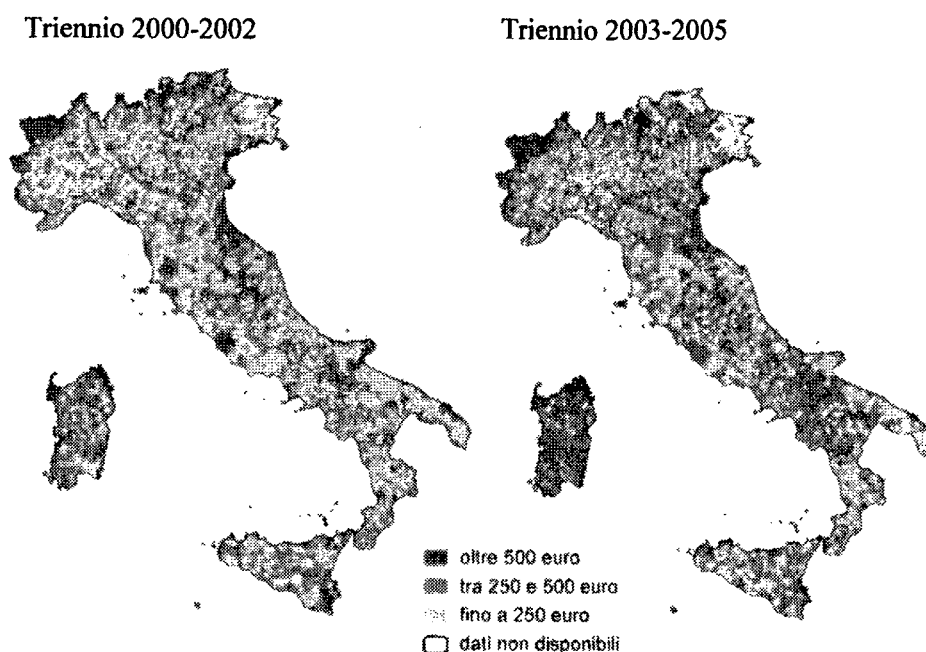 Triennio 2000-2002
Triennio 2003-2005
oltre 500 euro
tra 250 e 500 euro
fino a 250 euro
dati non disponibili